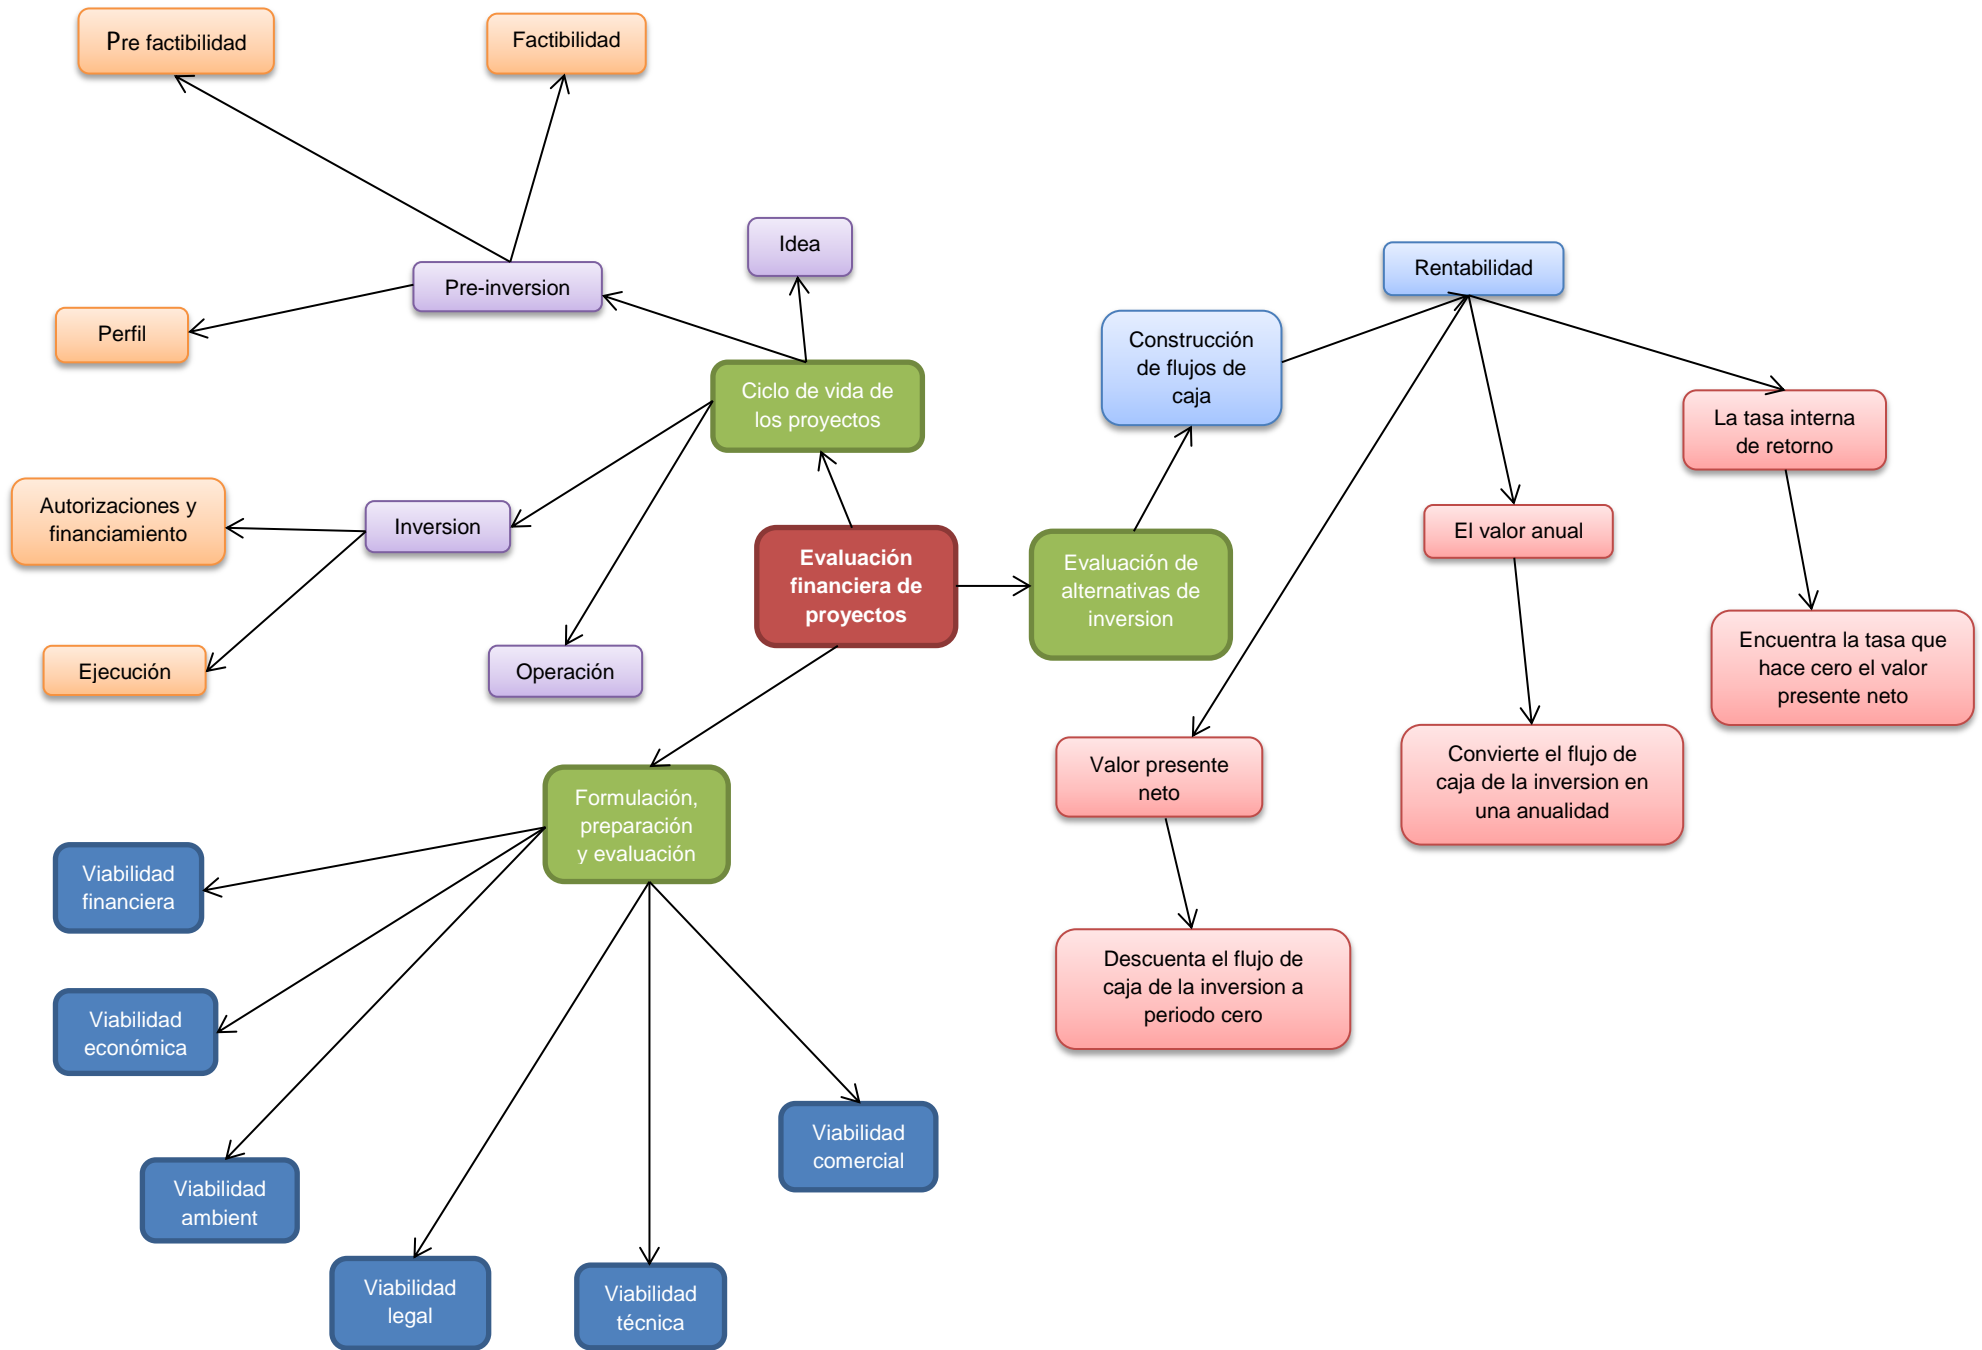 Pre factibilidad
Factibilidad
Idea
Pre-inversion
Rentabilidad
Perfil
Construcción
de flujos de
caja
Ciclo de vida de
los proyectos
La tasa interna
de retorno
Autorizaciones y
financiamiento
Inversion
El valor anual
Evaluación
financiera de
proyectos
Evaluación de
alternativas de
inversion
Ejecución
Operación
Encuentra la tasa que
hace cero el valor
presente neto
Valor presente
neto
Convierte el flujo de
caja de la inversion en
una anualidad
Formulación,
preparación
y evaluación
Viabilidad
financiera
Descuenta el flujo de
caja de la inversion a
periodo cero
Viabilidad
económica
Viabilidad
comercial
Viabilidad
ambient
Viabilidad
legal
Viabilidad
técnica